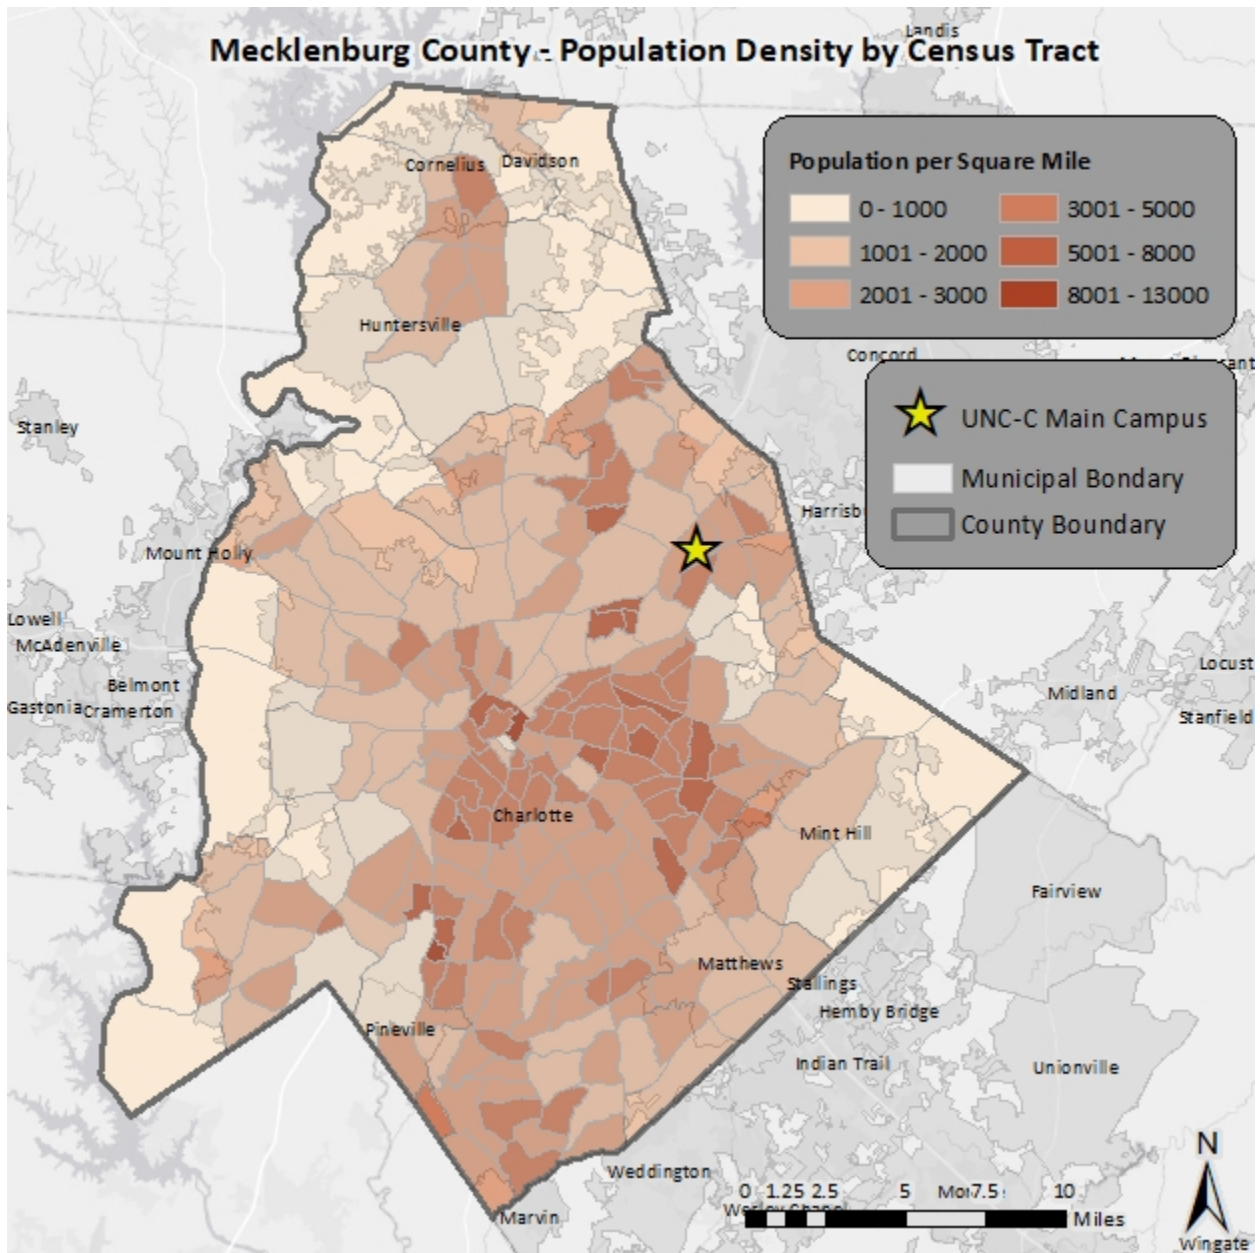 Landis
Mecklenburg County - Population Density by Census Tract
Cornelius
Davidson
Population per Square Mile
0 - 1000
3001 - 5000
1001 - 2000
5001 - 8000
2001 - 3000
8001 - 13000
Huntersville
Concord
Stanley
UNC-C Main Campus
Municipal Bondary
County Boundary
Harrisb
Mount Holly
Lowell
McAdenville
Belmont
Gastonia
Cramerton
Locust
Midland
Stanfield
Charlotte
Mint Hill
Fairview
Matthews
Stallings
Hemby Bridge
Pineville
Indian Trail
Unionville
Weddington
Marvin
N
0 1.25 2.5 5 7.5 10
Miles
Wingate